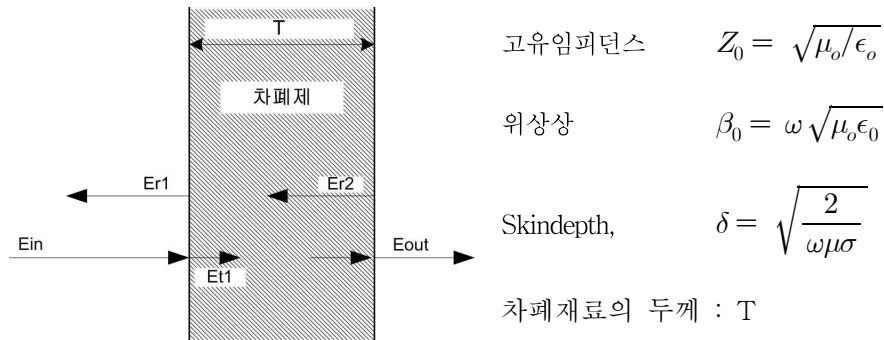 T
차폐제
Er1
Er2
Ein
Et1
Eout
고유임피던스 Z₀ = √(μₒ/ϵₒ)
위상상 β₀ = ω√(μₒϵ₀)
Skindepth, δ = √(2/(ωμσ))
차폐재료의 두께 : T